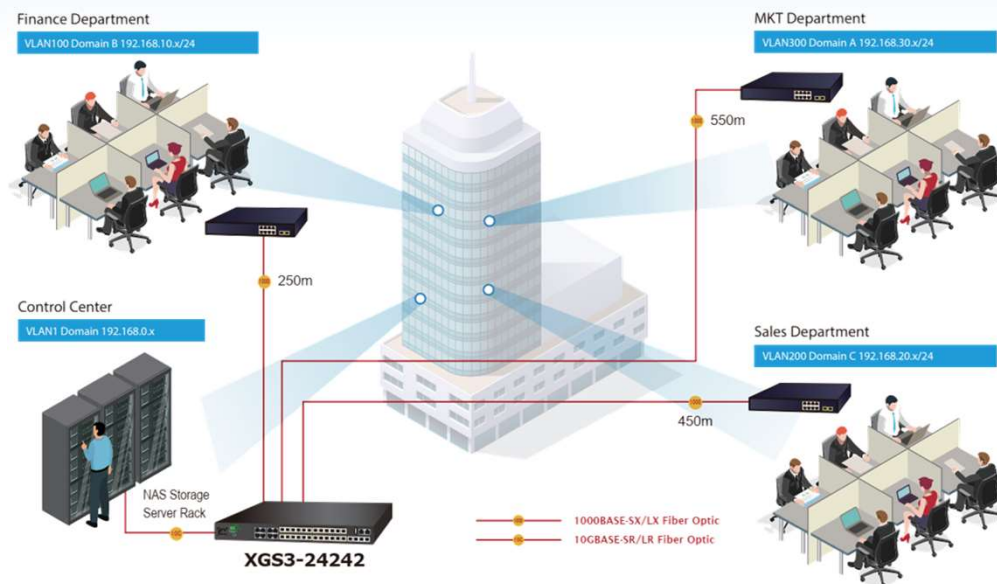 Finance Department
VLAN100 Domain B 192.168.10.x/24
MKT Department
VLAN300 Domain A 192.168.30.x/24
550m
250m
Control Center
VLAN1 Domain 192.168.0.x
Sales Department
VLAN200 Domain C 192.168.20.x/24
450m
NAS Storage
Server Rack
10G
XGS3-24242
1000BASE-SX/LX Fiber Optic
10GBASE-SR/LR Fiber Optic